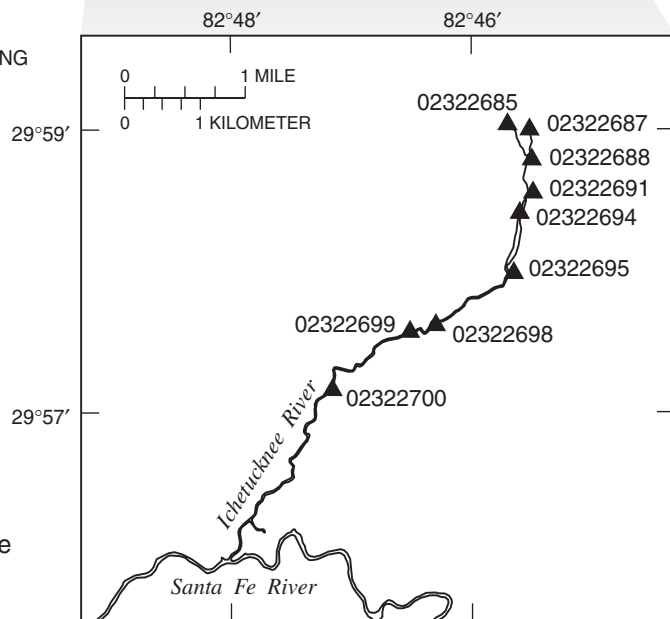 82°48′ 82°46′
NG
0 1 MILE
0 1 KILOMETER
02322685
02322687
29°59′
02322688
02322691
02322694
02322695
02322699
02322698
02322700
29°57′
Ichetucknee River
e
Santa Fe River